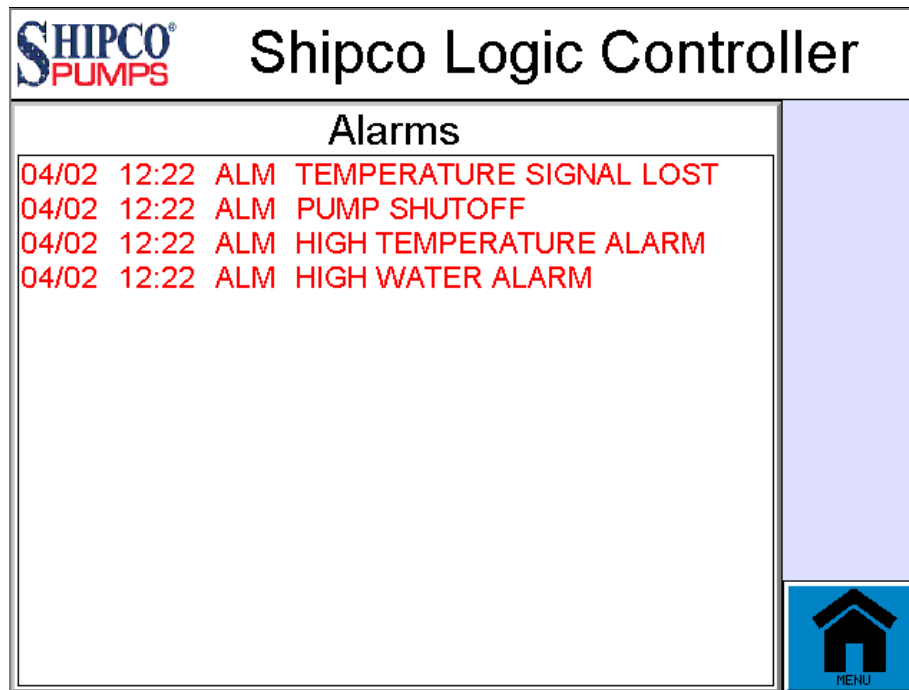 SHIPCO®
PUMPS
Shipco Logic Controller
Alarms
04/02 12:22 ALM TEMPERATURE SIGNAL LOST
04/02 12:22 ALM PUMP SHUTOFF
04/02 12:22 ALM HIGH TEMPERATURE ALARM
04/02 12:22 ALM HIGH WATER ALARM
MENU